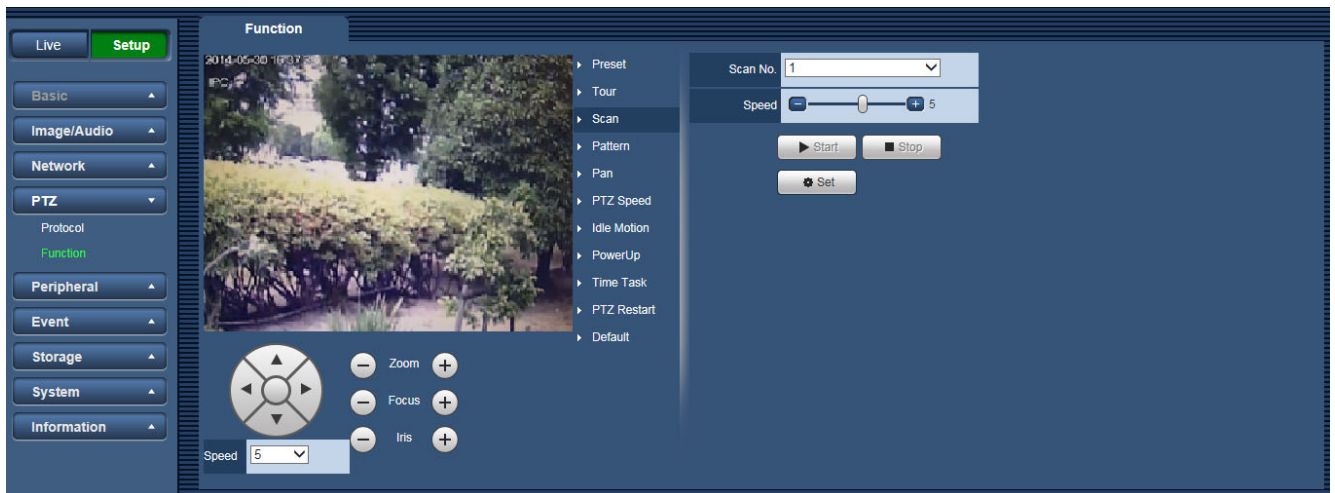 Live
Setup
Function
Basic
Image/Audio
Network
PTZ
Protocol
Function
Peripheral
Event
Storage
System
Information
Preset
Tour
Scan
Pattern
Pan
PTZ Speed
Idle Motion
PowerUp
Time Task
PTZ Restart
Default
Zoom
Focus
Iris
Speed 5
Scan No. 1
Speed 5
Start Stop
Set